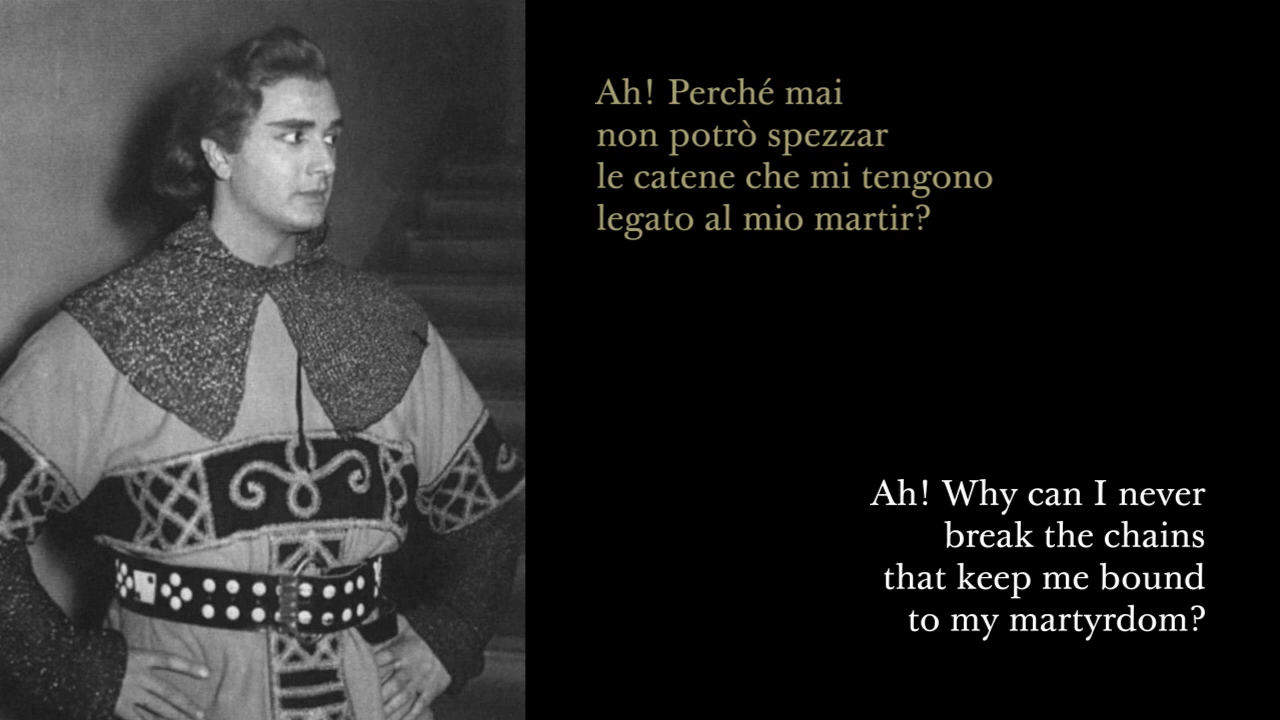 Ah! Perché mai
non potrò spezzar
le catene che mi tengono
legato al mio martir?
Ah! Why can I never
break the chains
that keep me bound
to my martyrdom?